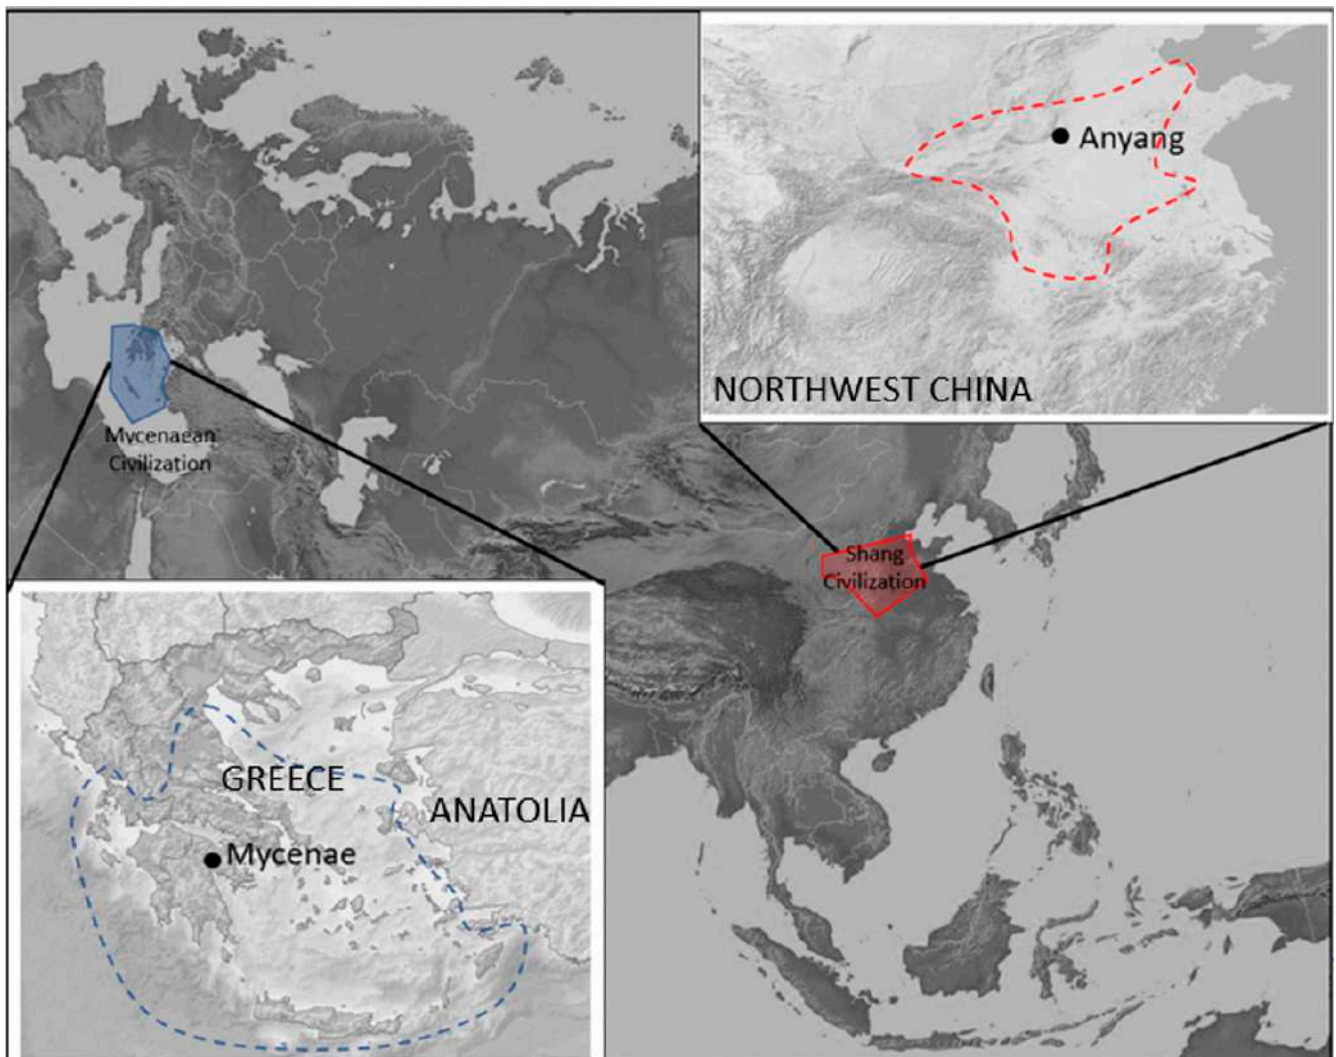 Anyang
NORTHWEST CHINA
Mycenaean
Civilization
Shang
Civilization
GREECE
ANATOLIA
Mycenae